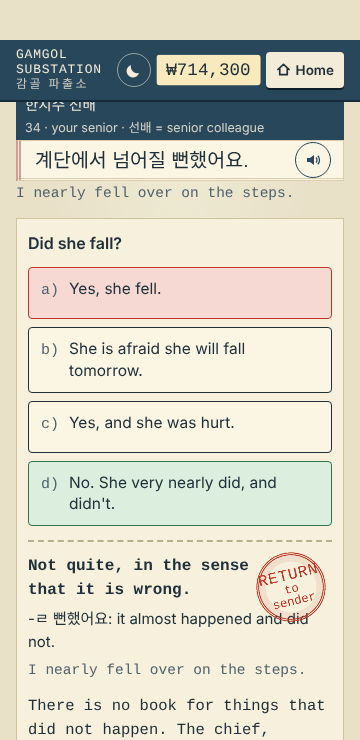 GAMGOL
SUBSTATION
감골 파출소
₩714,300
Home
한지수 선배
34 · your senior · 선배 = senior colleague
계단에서 넘어질 뻔했어요.
I nearly fell over on the steps.
Did she fall?
a) Yes, she fell.
b) She is afraid she will fall
tomorrow.
c) Yes, and she was hurt.
d) No. She very nearly did, and
didn't.
Not quite, in the sense
that it is wrong.
RETURN
to
sender
-ㄹ 뻔했어요: it almost happened and did
not.
I nearly fell over on the steps.
There is no book for things that
did not happen. The chief,